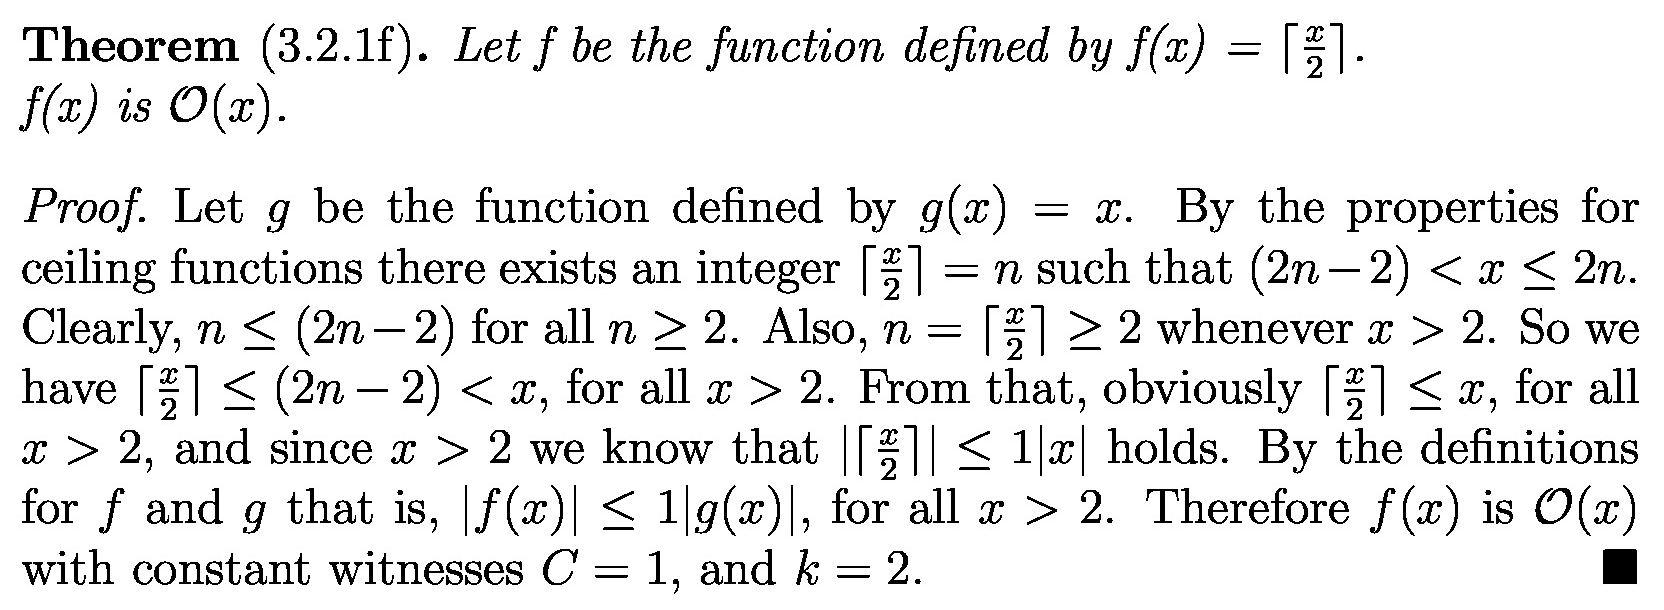 Theorem (3.2.1f). Let f be the function defined by f(x) = ⌈x/2⌉.
f(x) is 𝒪(x).
Proof. Let g be the function defined by g(x) = x. By the properties for
ceiling functions there exists an integer ⌈x/2⌉ = n such that (2n − 2) < x ≤ 2n.
Clearly, n ≤ (2n − 2) for all n ≥ 2. Also, n = ⌈x/2⌉ ≥ 2 whenever x > 2. So we
have ⌈x/2⌉ ≤ (2n − 2) < x, for all x > 2. From that, obviously ⌈x/2⌉ ≤ x, for all
x > 2, and since x > 2 we know that |⌈x/2⌉| ≤ 1|x| holds. By the definitions
for f and g that is, |f(x)| ≤ 1|g(x)|, for all x > 2. Therefore f(x) is 𝒪(x)
with constant witnesses C = 1, and k = 2. ■